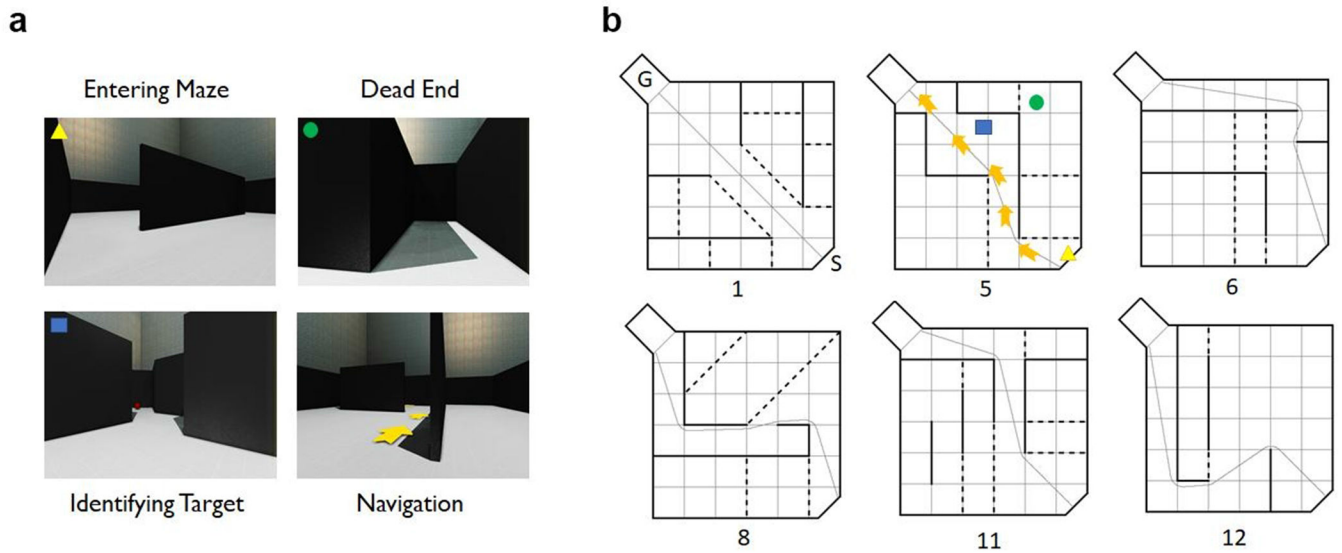 a
b
Entering Maze
Dead End
Identifying Target
Navigation
G
S
1
5
6
8
11
12